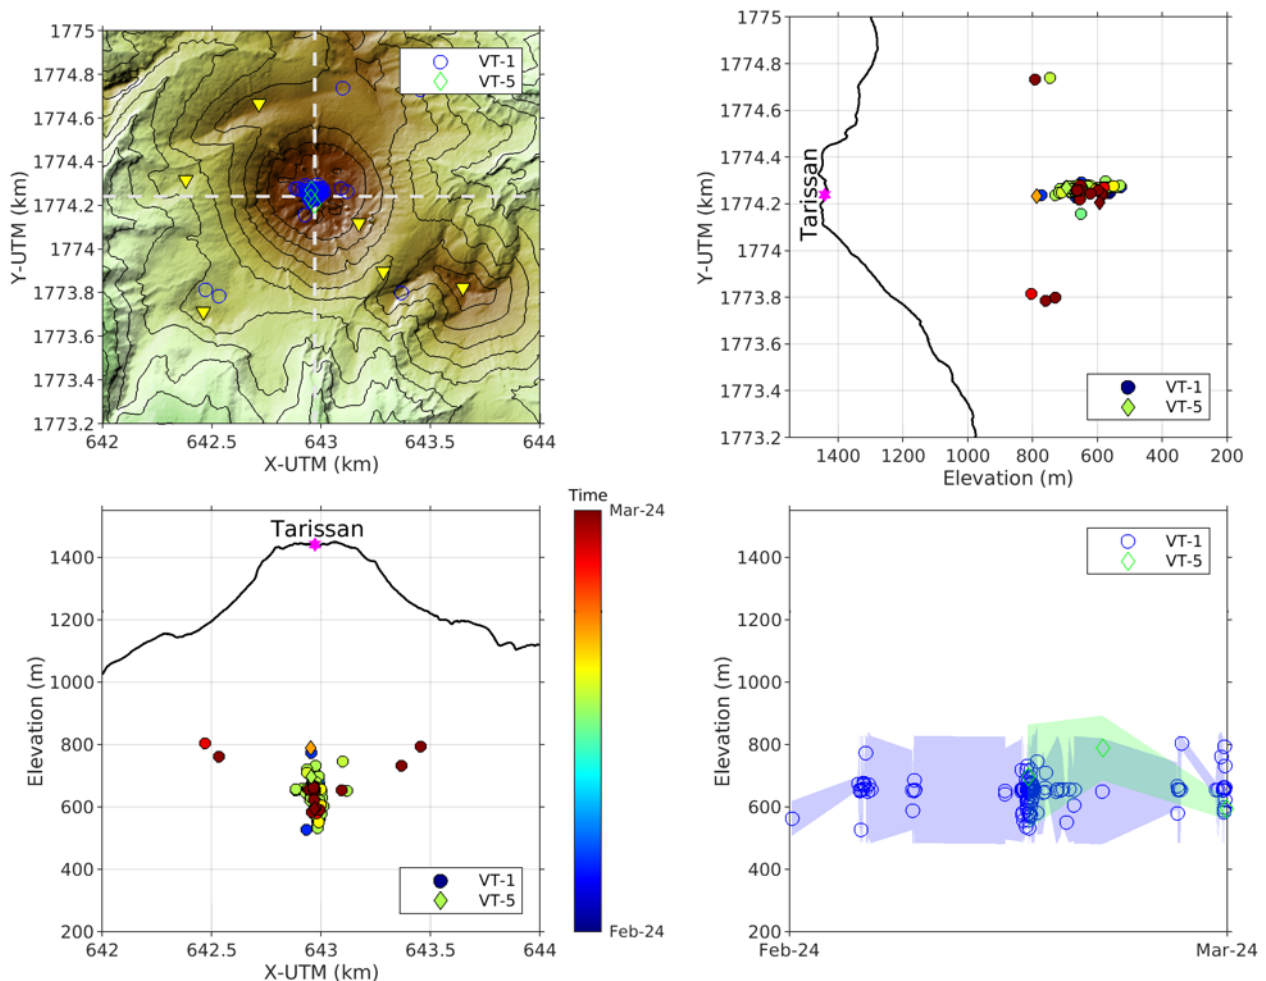 1775
1774.8
1774.6
1774.4
1774.2
1774
1773.8
1773.6
1773.4
1773.2
Y-UTM (km)
642
642.5
643
643.5
644
X-UTM (km)
VT-1
VT-5
1775
1774.8
1774.6
1774.4
1774.2
1774
1773.8
1773.6
1773.4
1773.2
Y-UTM (km)
Tarissan
1400
1200
1000
800
600
400
200
Elevation (m)
VT-1
VT-5
Tarissan
1400
1200
1000
800
600
400
200
Elevation (m)
642
642.5
643
643.5
644
X-UTM (km)
VT-1
VT-5
Time
Mar-24
Feb-24
1400
1200
1000
800
600
400
200
Elevation (m)
Feb-24
Mar-24
VT-1
VT-5